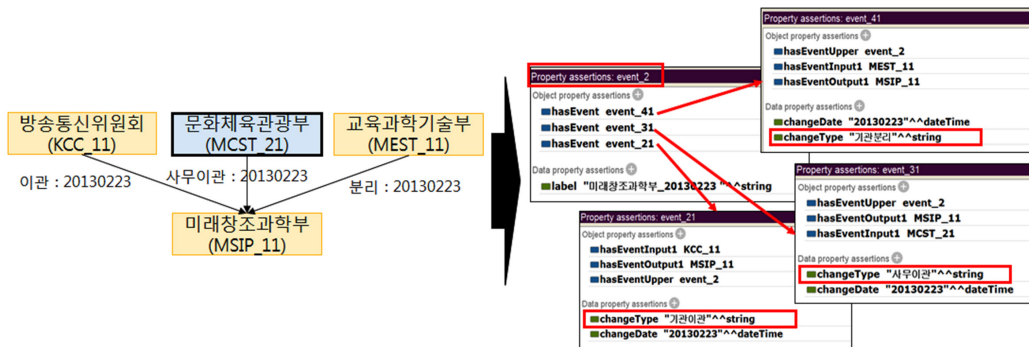 방송통신위원회
(KCC_11)
문화체육관광부
(MCST_21)
교육과학기술부
(MEST_11)
이관 : 20130223
사무이관 : 20130223
분리 : 20130223
미래창조과학부
(MSIP_11)
Property assertions: event_2
Object property assertions
hasEvent event_41
hasEvent event_31
hasEvent event_21
Data property assertions
label "미래창조과학부_20130223 "^^string
Property assertions: event_41
Object property assertions
hasEventUpper event_2
hasEventInput1 MEST_11
hasEventOutput1 MSIP_11
Data property assertions
changeDate "20130223"^^dateTime
changeType "기관분리"^^string
Property assertions: event_31
Object property assertions
hasEventUpper event_2
hasEventOutput1 MSIP_11
hasEventInput1 MCST_21
Data property assertions
changeType "사무이관"^^string
changeDate "20130223"^^dateTime
Property assertions: event_21
Object property assertions
hasEventInput1 KCC_11
hasEventOutput1 MSIP_11
hasEventUpper event_2
Data property assertions
changeType "기관이관"^^string
changeDate "20130223"^^dateTime